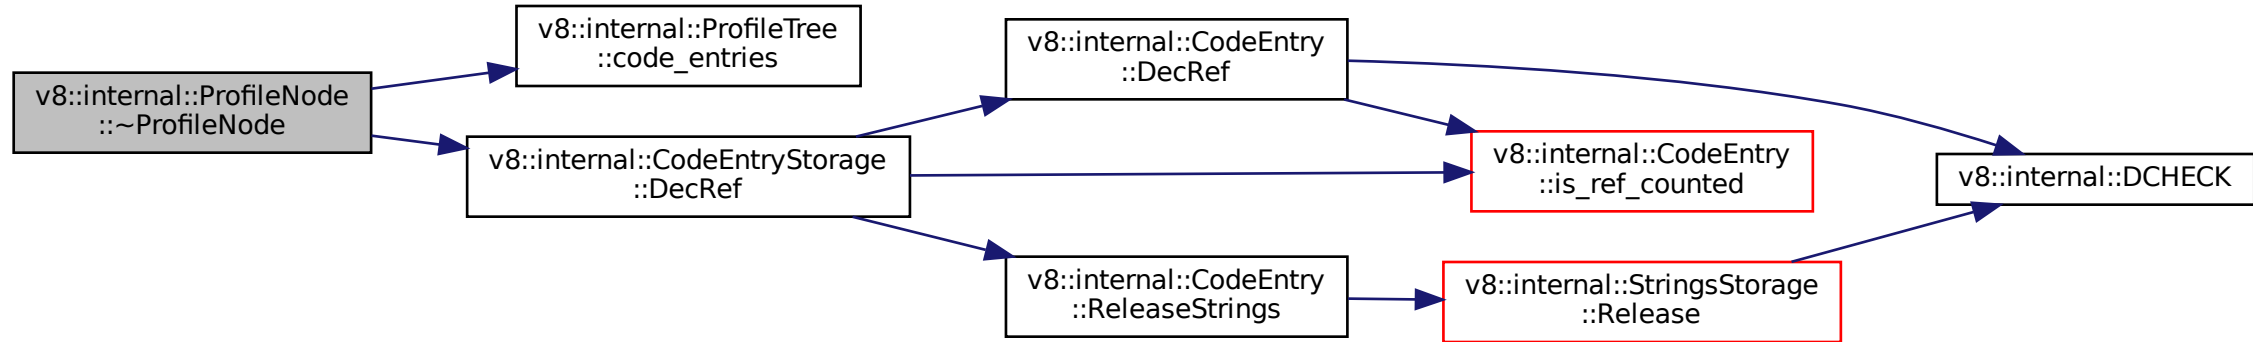 v8::internal::ProfileNode
::~ProfileNode
v8::internal::ProfileTree
::code_entries
v8::internal::CodeEntryStorage
::DecRef
v8::internal::CodeEntry
::DecRef
v8::internal::CodeEntry
::ReleaseStrings
v8::internal::CodeEntry
::is_ref_counted
v8::internal::StringsStorage
::Release
v8::internal::DCHECK